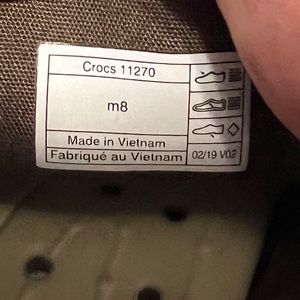 Crocs 11270
m8
Made in Vietnam
Fabriqué au Vietnam
02/19 V02